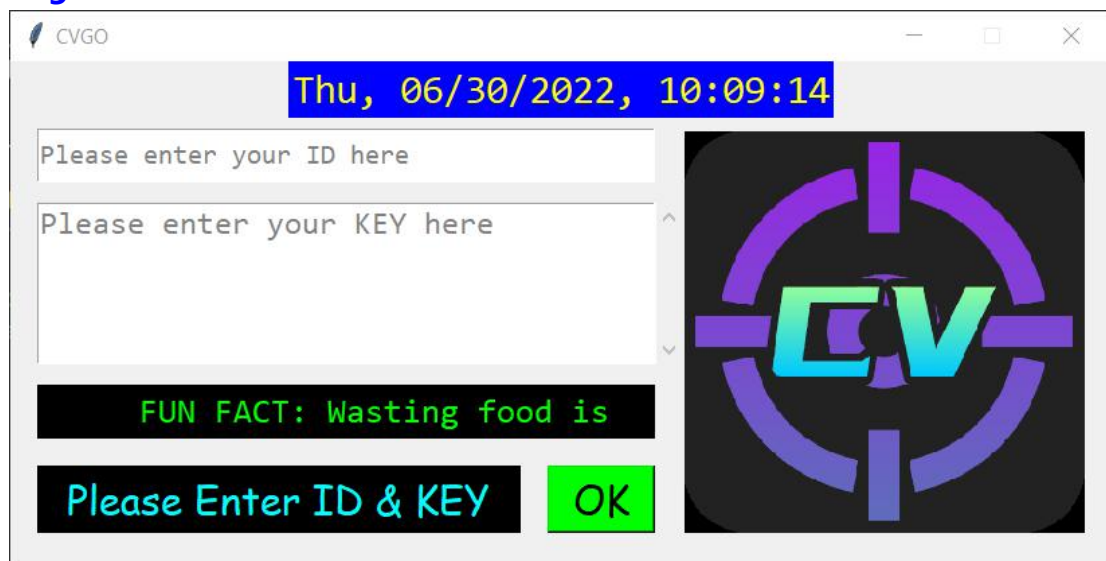 CVGO
Thu, 06/30/2022, 10:09:14
Please enter your ID here
Please enter your KEY here
FUN FACT: Wasting food is
Please Enter ID & KEY
OK
CV